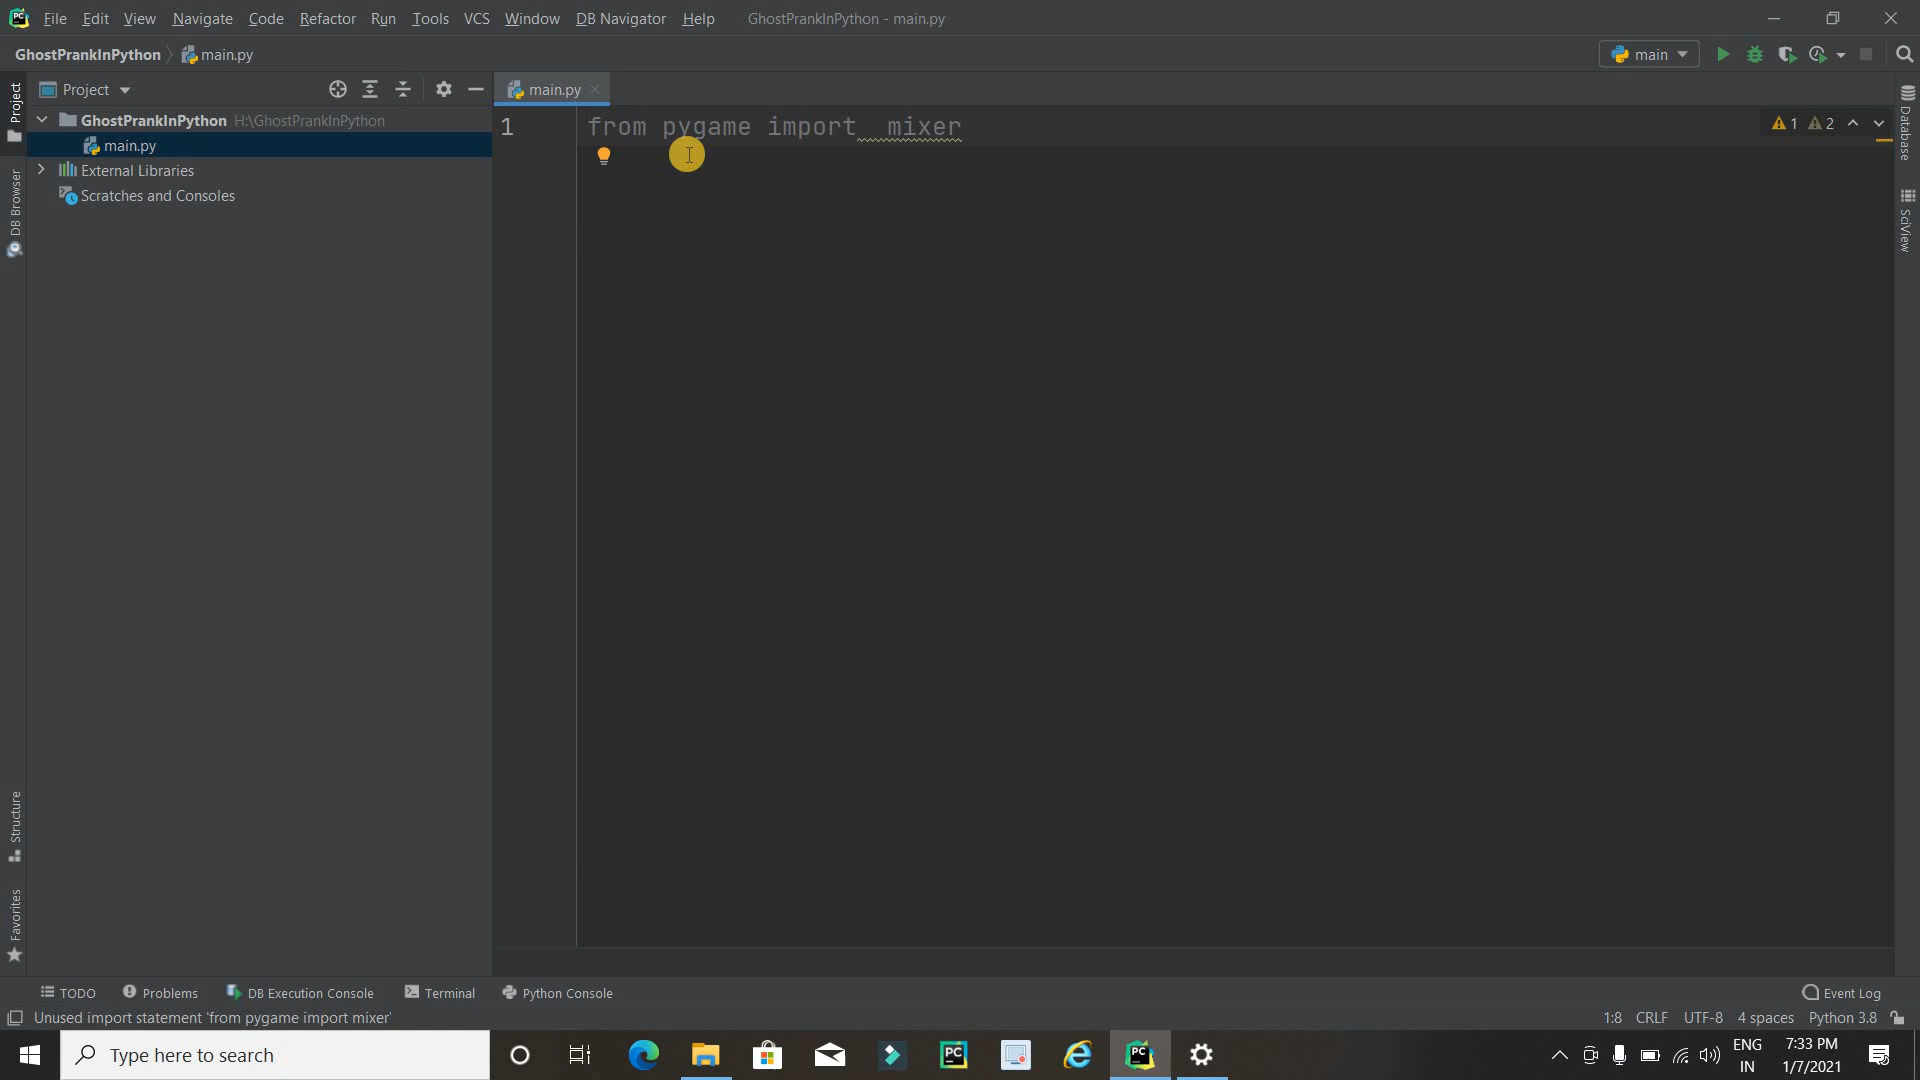 File Edit View Navigate Code Refactor Run Tools VCS Window DB Navigator Help GhostPrankInPython - main.py
GhostPrankInPython main.py main
Project main.py
GhostPrankInPython H:\GhostPrankInPython
main.py
External Libraries
Scratches and Consoles
1 from pygame import  mixer
1 2
Project
DB Browser
Structure
Favorites
Database
SciView
TODO Problems DB Execution Console Terminal Python Console Event Log
Unused import statement 'from pygame import mixer' 1:8 CRLF UTF-8 4 spaces Python 3.8
Type here to search
ENG
IN
7:33 PM
1/7/2021